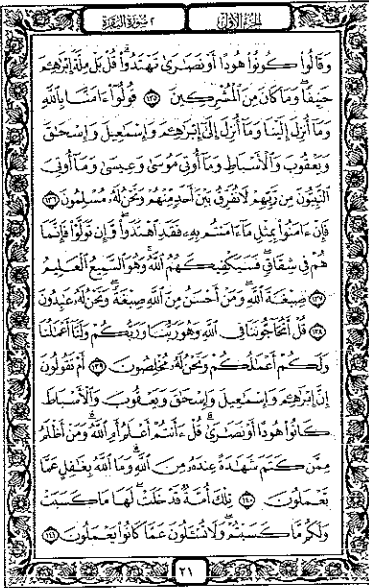 سورة البقرة ٢
الجزء الأول
وَقَالُوا۟ كُونُوا۟ هُودًا أَوْ نَصَـٰرَىٰ تَهْتَدُوا۟ ۗ قُلْ بَلْ مِلَّةَ إِبْرَٰهِـۧمَ
حَنِيفًا ۖ وَمَا كَانَ مِنَ ٱلْمُشْرِكِينَ ۝١٣٥ قُولُوٓا۟ ءَامَنَّا بِٱللَّهِ
وَمَآ أُنزِلَ إِلَيْنَا وَمَآ أُنزِلَ إِلَىٰٓ إِبْرَٰهِـۧمَ وَإِسْمَـٰعِيلَ وَإِسْحَـٰقَ
وَيَعْقُوبَ وَٱلْأَسْبَاطِ وَمَآ أُوتِىَ مُوسَىٰ وَعِيسَىٰ وَمَآ أُوتِىَ
ٱلنَّبِيُّونَ مِن رَّبِّهِمْ لَا نُفَرِّقُ بَيْنَ أَحَدٍ مِّنْهُمْ وَنَحْنُ لَهُۥ مُسْلِمُونَ ۝١٣٦
فَإِنْ ءَامَنُوا۟ بِمِثْلِ مَآ ءَامَنتُم بِهِۦ فَقَدِ ٱهْتَدَوا۟ ۖ وَّإِن تَوَلَّوْا۟ فَإِنَّمَا
هُمْ فِى شِقَاقٍ ۖ فَسَيَكْفِيكَهُمُ ٱللَّهُ ۚ وَهُوَ ٱلسَّمِيعُ ٱلْعَلِيمُ
۝١٣٧ صِبْغَةَ ٱللَّهِ ۖ وَمَنْ أَحْسَنُ مِنَ ٱللَّهِ صِبْغَةً ۖ وَنَحْنُ لَهُۥ عَـٰبِدُونَ
۝١٣٨ قُلْ أَتُحَآجُّونَنَا فِى ٱللَّهِ وَهُوَ رَبُّنَا وَرَبُّكُمْ وَلَنَآ أَعْمَـٰلُنَا
وَلَكُمْ أَعْمَـٰلُكُمْ وَنَحْنُ لَهُۥ مُخْلِصُونَ ۝١٣٩ أَمْ تَقُولُونَ
إِنَّ إِبْرَٰهِـۧمَ وَإِسْمَـٰعِيلَ وَإِسْحَـٰقَ وَيَعْقُوبَ وَٱلْأَسْبَاطَ
كَانُوا۟ هُودًا أَوْ نَصَـٰرَىٰ ۗ قُلْ ءَأَنتُمْ أَعْلَمُ أَمِ ٱللَّهُ ۗ وَمَنْ أَظْلَمُ
مِمَّن كَتَمَ شَهَـٰدَةً عِندَهُۥ مِنَ ٱللَّهِ ۗ وَمَا ٱللَّهُ بِغَـٰفِلٍ عَمَّا
تَعْمَلُونَ ۝١٤٠ تِلْكَ أُمَّةٌ قَدْ خَلَتْ ۖ لَهَا مَا كَسَبَتْ
وَلَكُم مَّا كَسَبْتُمْ ۖ وَلَا تُسْـَٔلُونَ عَمَّا كَانُوا۟ يَعْمَلُونَ ۝١٤١
٢١